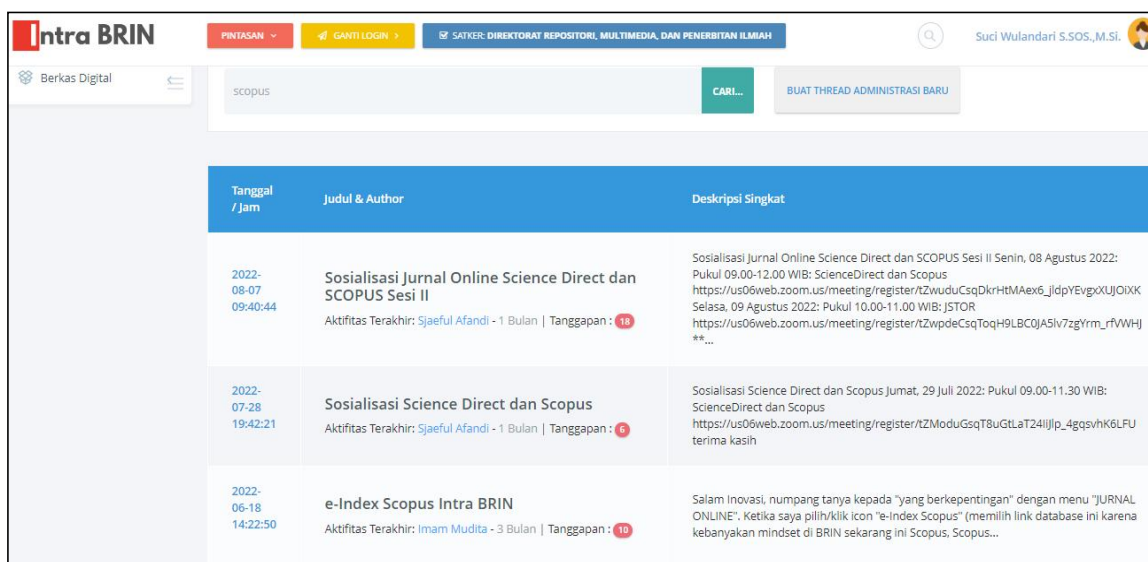 Intra BRIN
PINTASAN
GANTI LOGIN
SATKER: DIREKTORAT REPOSITORI, MULTIMEDIA, DAN PENERBITAN ILMIAH
Suci Wulandari S.SOS.,M.Si.
Berkas Digital
scopus
CARI...
BUAT THREAD ADMINISTRASI BARU
Tanggal
/ Jam
Judul & Author
Deskripsi Singkat
2022-
08-07
09:40:44
Sosialisasi Jurnal Online Science Direct dan
SCOPUS Sesi II
Aktifitas Terakhir: Sjaeful Afandi - 1 Bulan | Tanggapan : 18
Sosialisasi Jurnal Online Science Direct dan SCOPUS Sesi II Senin, 08 Agustus 2022:
Pukul 09.00-12.00 WIB: ScienceDirect dan Scopus
https://us06web.zoom.us/meeting/register/tZwuduCsqDkrHtMAex6_jldpYEvgxXUJOiXK
Selasa, 09 Agustus 2022: Pukul 10.00-11.00 WIB: JSTOR
https://us06web.zoom.us/meeting/register/tZwpdeCsqToqH9LBC0JA5lv7zgYrm_rfVWHJ
**...
2022-
07-28
19:42:21
Sosialisasi Science Direct dan Scopus
Aktifitas Terakhir: Sjaeful Afandi - 1 Bulan | Tanggapan : 6
Sosialisasi Science Direct dan Scopus Jumat, 29 Juli 2022: Pukul 09.00-11.30 WIB:
ScienceDirect dan Scopus
https://us06web.zoom.us/meeting/register/tZModuGsqT8uGtLaT24IiJlp_4gqsvhK6LFU
terima kasih
2022-
06-18
14:22:50
e-Index Scopus Intra BRIN
Aktifitas Terakhir: Imam Mudita - 3 Bulan | Tanggapan : 10
Salam Inovasi, numpang tanya kepada "yang berkepentingan" dengan menu "JURNAL
ONLINE". Ketika saya pilih/klik icon "e-Index Scopus" (memilih link database ini karena
kebanyakan mindset di BRIN sekarang ini Scopus, Scopus...